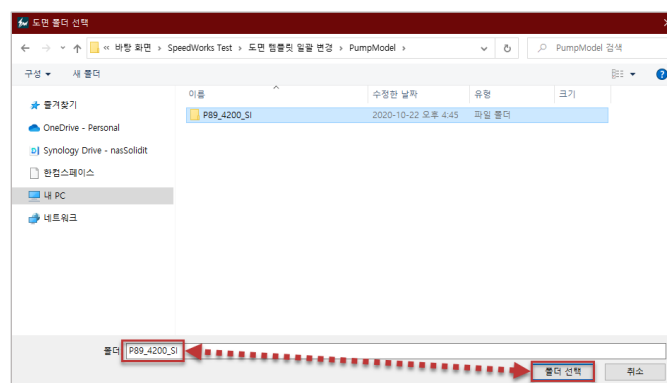 도면 폴더 선택
« 바탕 화면 › SpeedWorks Test › 도면 템플릿 일괄 변경 › PumpModel ›
PumpModel 검색
구성 새 폴더
이름 수정한 날짜 유형 크기
즐겨찾기
P89_4200_SI 2020-10-22 오후 4:45 파일 폴더
OneDrive - Personal
Synology Drive - nasSolidit
한컴스페이스
내 PC
네트워크
폴더 P89_4200_SI
폴더 선택 취소